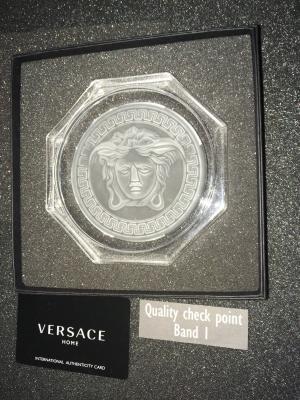 VERSACE
HOME
INTERNATIONAL AUTHENTICITY CARD
Quality check point
Band 1